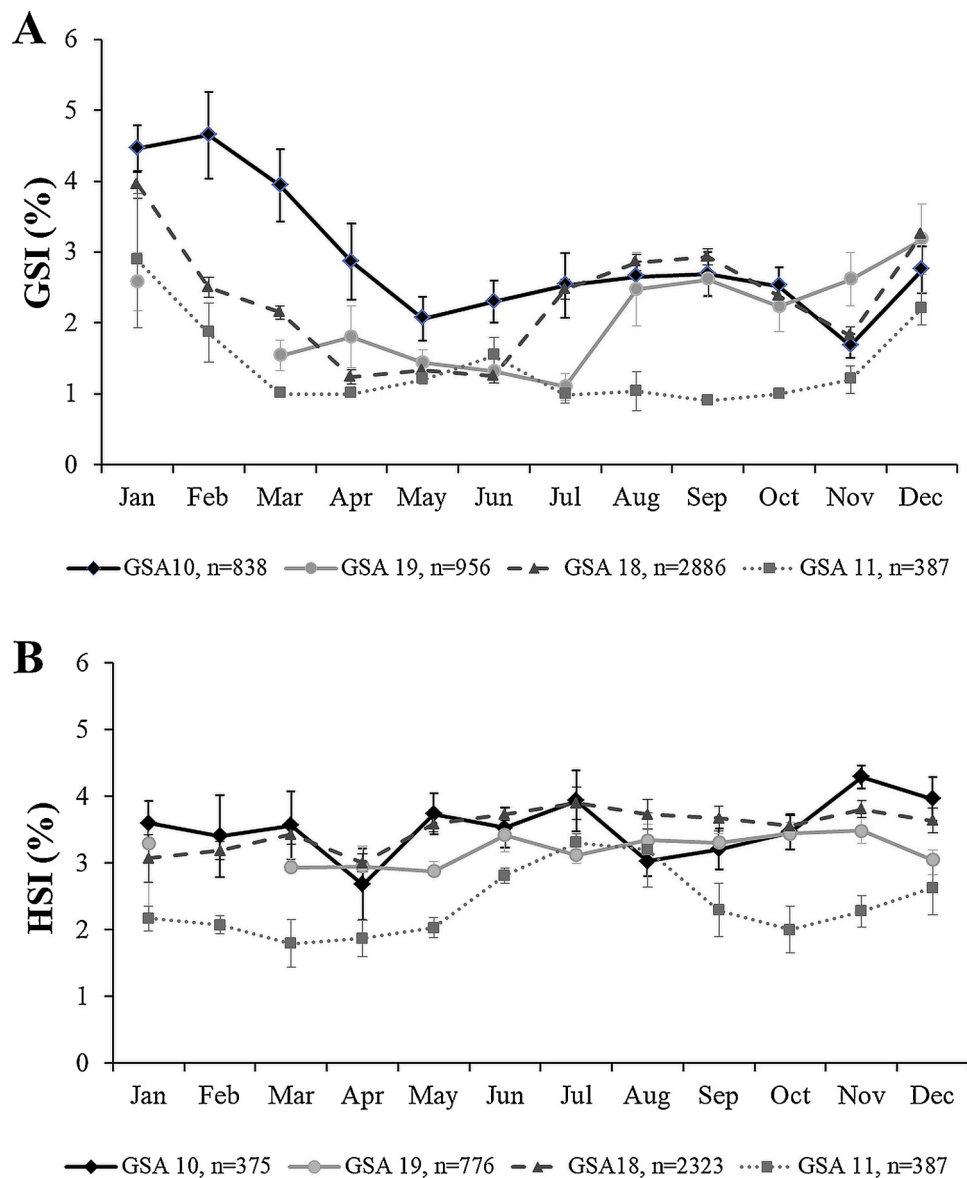 A
6
5
4
3
2
1
0
GSI (%)
Jan Feb Mar Apr May Jun Jul Aug Sep Oct Nov Dec
GSA10, n=838 GSA 19, n=956 GSA 18, n=2886 GSA 11, n=387
B
6
5
4
3
2
1
0
HSI (%)
Jan Feb Mar Apr May Jun Jul Aug Sep Oct Nov Dec
GSA 10, n=375 GSA 19, n=776 GSA18, n=2323 GSA 11, n=387